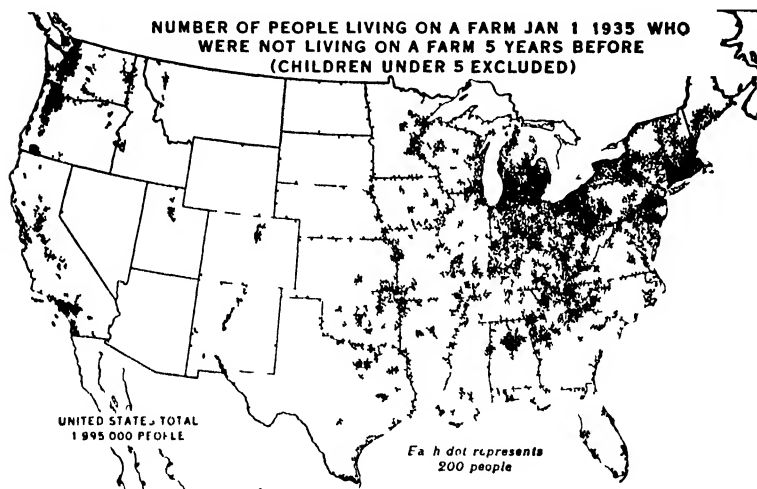 NUMBER OF PEOPLE LIVING ON A FARM JAN 1 1935 WHO
WERE NOT LIVING ON A FARM 5 YEARS BEFORE
(CHILDREN UNDER 5 EXCLUDED)
UNITED STATES TOTAL
1 995 000 PEOPLE
Ea h dot represents
200 people